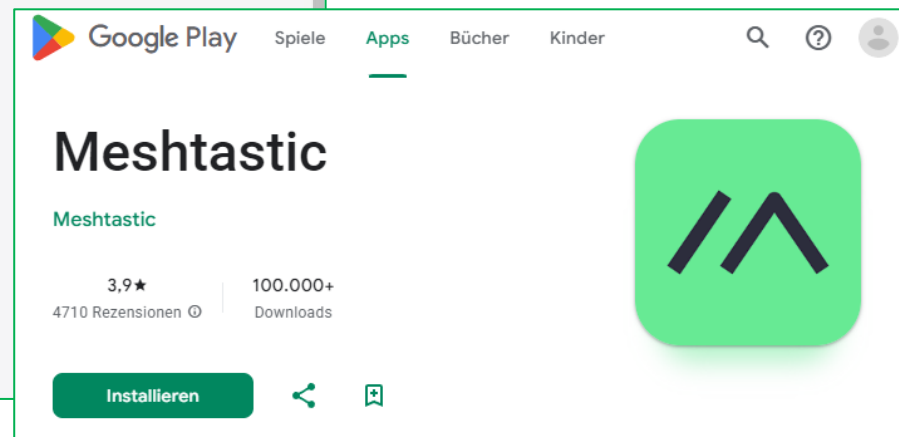 Google Play Spiele Apps Bücher Kinder
Meshtastic
Meshtastic
3,9★ 100.000+
4710 Rezensionen Downloads
Installieren